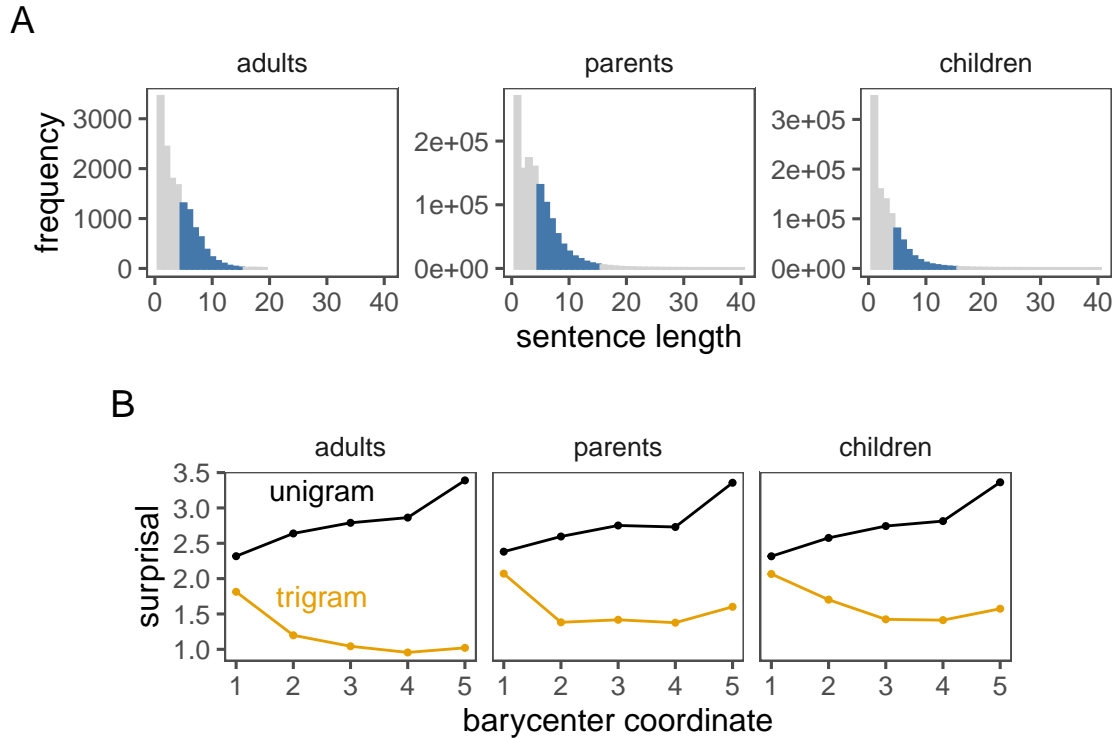 A
adults
parents
children
frequency
3000
2000
1000
0
2e+05
1e+05
0e+00
3e+05
2e+05
1e+05
0e+00
0 10 20 30 40
0 10 20 30 40
0 10 20 30 40
sentence length
B
adults
parents
children
surprisal
3.5
3.0
2.5
2.0
1.5
1.0
unigram
trigram
1 2 3 4 5
1 2 3 4 5
1 2 3 4 5
barycenter coordinate